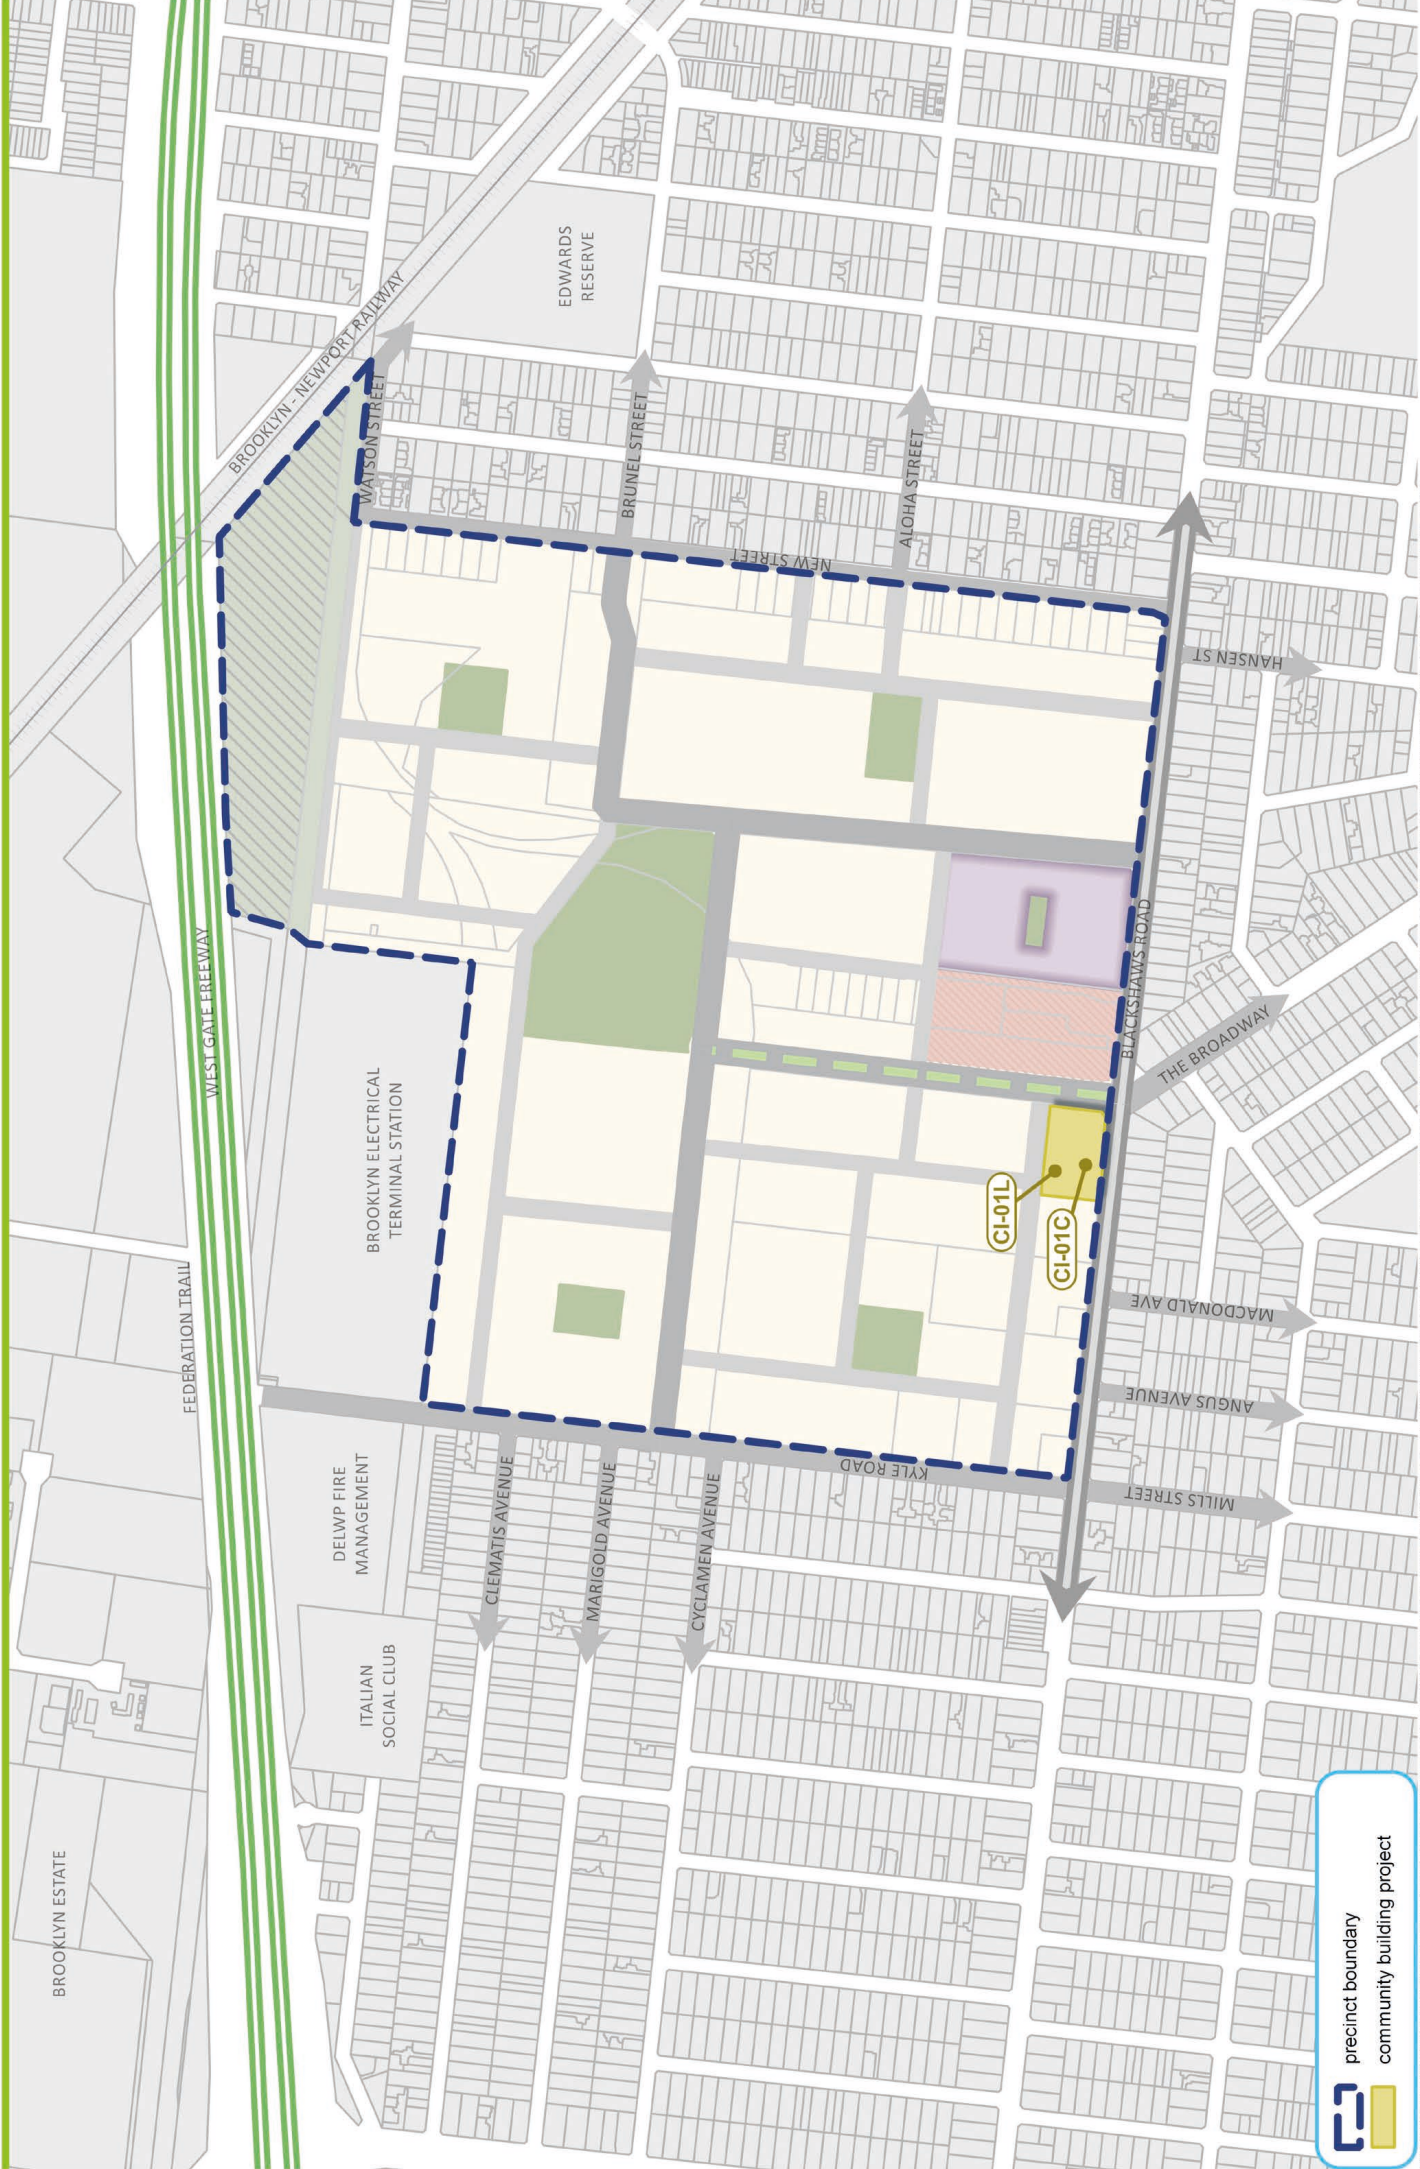 BROOKLYN ESTATE
FEDERATION TRAIL
WEST GATE FREEWAY
BROOKLYN - NEWPORT RAILWAY
ITALIAN
SOCIAL CLUB
DELWP FIRE
MANAGEMENT
BROOKLYN ELECTRICAL
TERMINAL STATION
WATSON STREET
EDWARDS
RESERVE
CLEMATIS AVENUE
MARIGOLD AVENUE
CYCLAMEN AVENUE
KYLE ROAD
BRUNEL STREET
NEW STREET
ALOHA STREET
CI-01L
CI-01C
BLACKSHAWS ROAD
MILLS STREET
ANGUS AVENUE
MACDONALD AVE
THE BROADWAY
HANSEN ST
precinct boundary
community building project